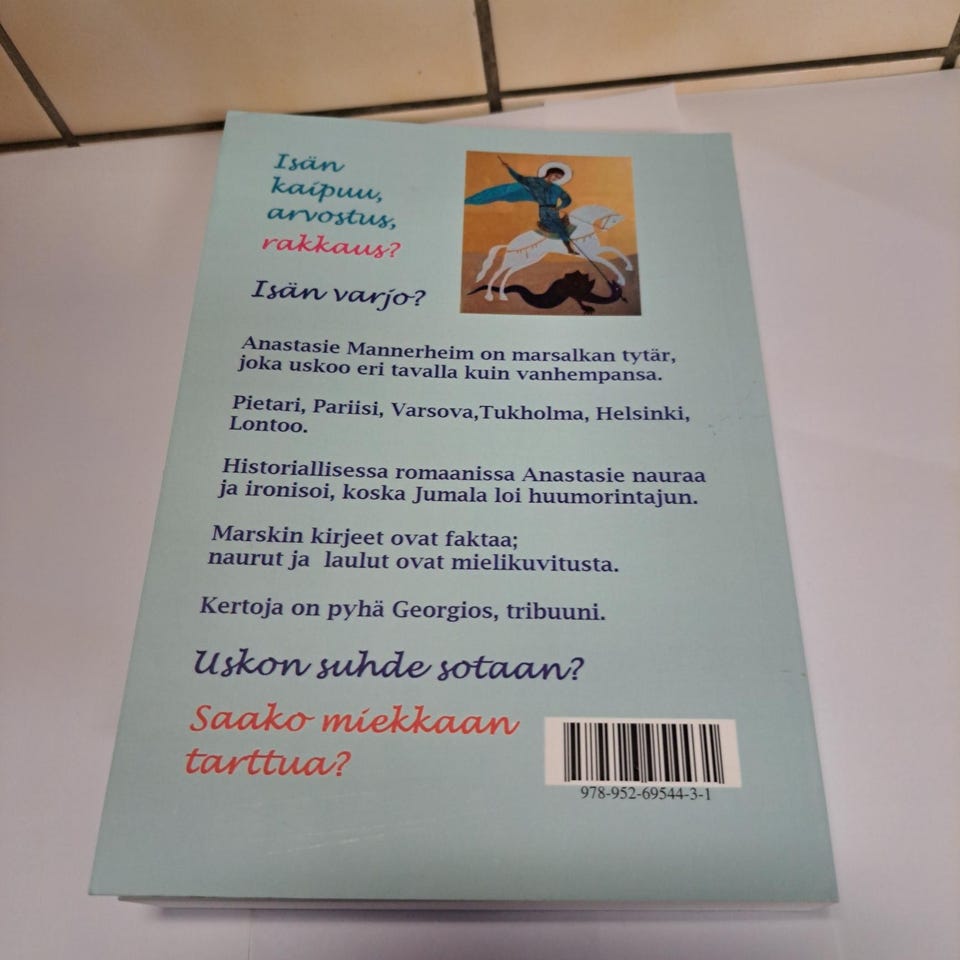 Isän
kaipuu,
arvostus,
rakkaus?
Isän varjo?
Anastasie Mannerheim on marsalkan tytär,
joka uskoo eri tavalla kuin vanhempansa.
Pietari, Pariisi, Varsova,Tukholma, Helsinki,
Lontoo.
Historiallisessa romaanissa Anastasie nauraa
ja ironisoi, koska Jumala loi huumorintajun.
Marskin kirjeet ovat faktaa;
naurut ja laulut ovat mielikuvitusta.
Kertoja on pyhä Georgios, tribuuni.
Uskon suhde sotaan?
Saako miekkaan
tarttua?
978-952-69544-3-1